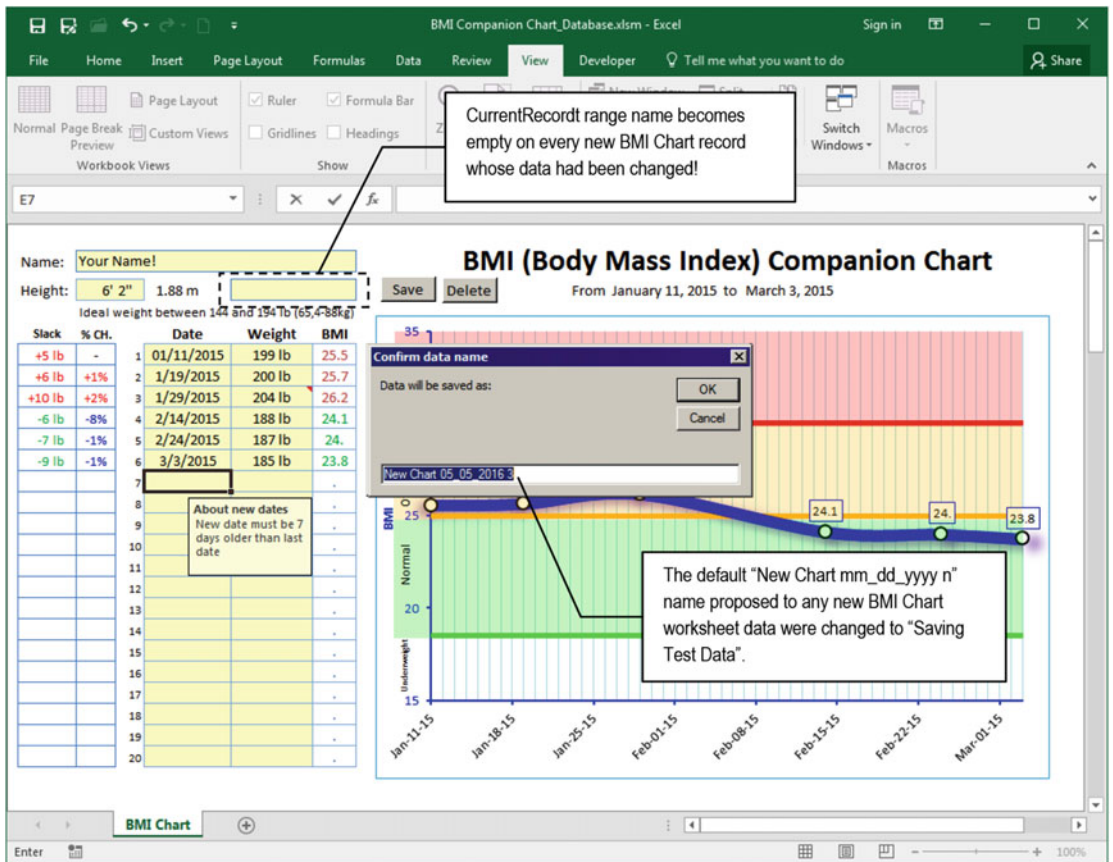 BMI Companion Chart_Database.xlsm - Excel
Sign in
File Home Insert Page Layout Formulas Data Review View Developer Tell me what you want to do Share
Normal Page Break Preview
Page Layout
Custom Views
Workbook Views
Ruler Formula Bar
Gridlines Headings
Show
Switch Windows
Macros
Macros
CurrentRecordt range name becomes
empty on every new BMI Chart record
whose data had been changed!
E7
fx
Name: Your Name!
BMI (Body Mass Index) Companion Chart
Height: 6' 2" 1.88 m
Save Delete
From January 11, 2015 to March 3, 2015
Ideal weight between 144 and 194 lb (65,4-88kg)
Slack % CH. Date Weight BMI
+5 lb - 1 01/11/2015 199 lb 25.5
+6 lb +1% 2 1/19/2015 200 lb 25.7
+10 lb +2% 3 1/29/2015 204 lb 26.2
-6 lb -8% 4 2/14/2015 188 lb 24.1
-7 lb -1% 5 2/24/2015 187 lb 24.
-9 lb -1% 6 3/3/2015 185 lb 23.8
7 .
8 .
9 .
10 .
11 .
12 .
13 .
14 .
15 .
16 .
17 .
18 .
19 .
20 .
About new dates
New date must be 7
days older than last
date
Confirm data name
Data will be saved as:
OK
Cancel
New Chart 05_05_2016 3
35
25
20
15
BMI
Normal
Underweight
24.1
24.
23.8
The default “New Chart mm_dd_yyyy n”
name proposed to any new BMI Chart
worksheet data were changed to “Saving
Test Data”.
Jan-11-15 Jan-18-15 Jan-25-15 Feb-01-15 Feb-08-15 Feb-15-15 Feb-22-15 Mar-01-15
BMI Chart
Enter
100%